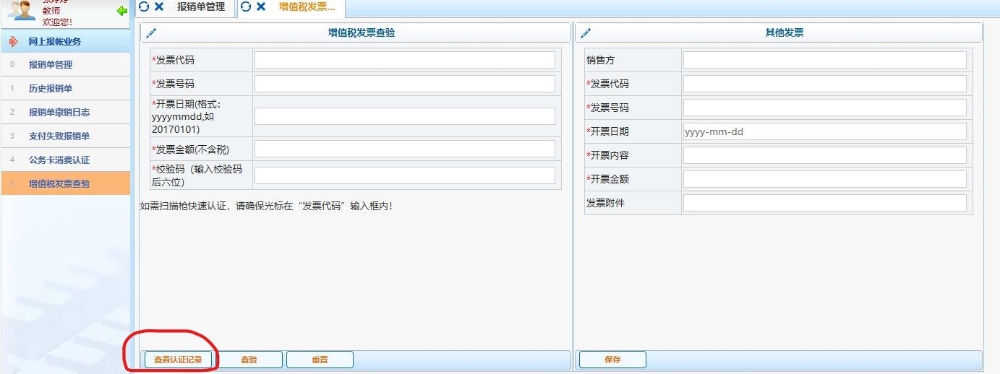 教师
欢迎您!
报销单管理
增值税发票...
网上报帐业务
0 报销单管理
1 历史报销单
2 报销单撤销日志
3 支付失败报销单
4 公务卡消费认证
5 增值税发票查验
增值税发票查验
*发票代码
*发票号码
*开票日期(格式：
yyyymmdd,如
20170101)
*发票金额(不含税)
*校验码（输入校验码
后六位）
如需扫描枪快速认证，请确保光标在“发票代码”输入框内!
查看认证记录
查验
重置
其他发票
销售方
*发票代码
*发票号码
*开票日期
yyyy-mm-dd
*开票内容
*开票金额
发票附件
保存